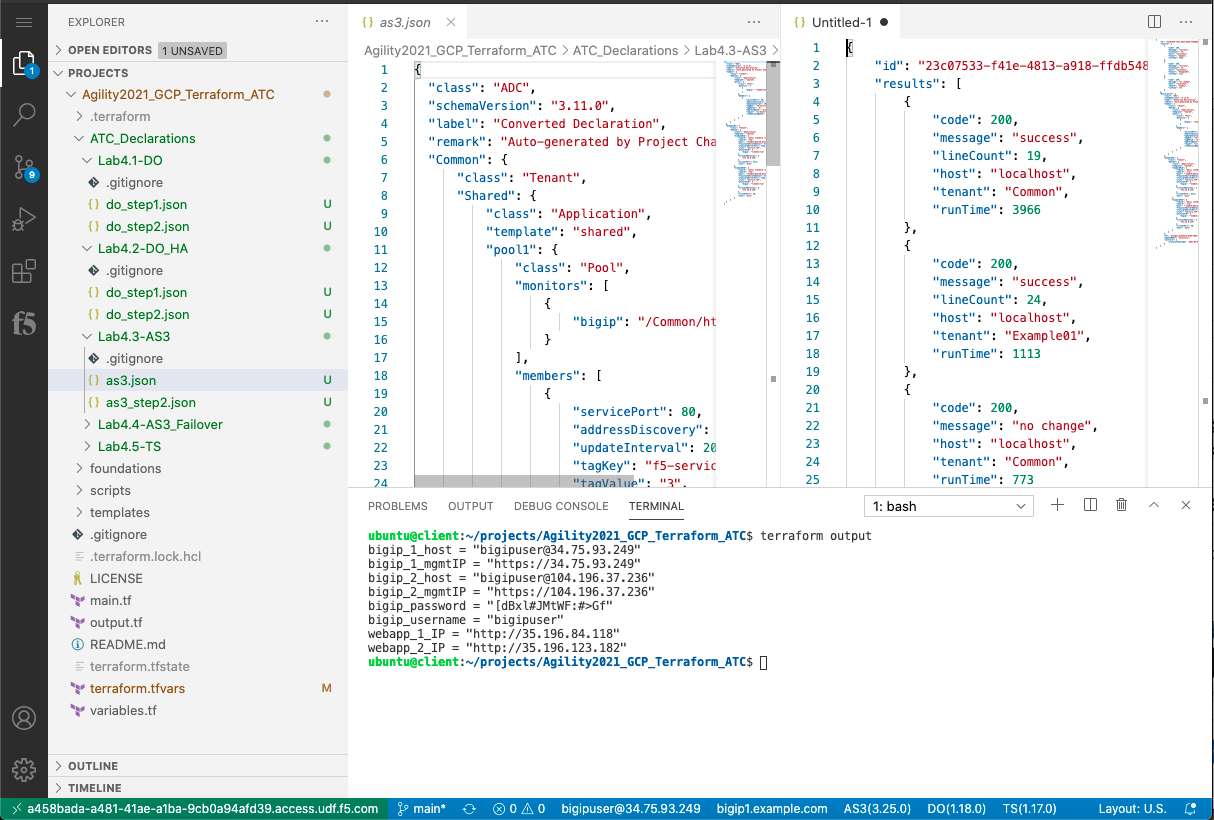 EXPLORER
OPEN EDITORS 1 UNSAVED
PROJECTS
Agility2021_GCP_Terraform_ATC
.terraform
ATC_Declarations
Lab4.1-DO
.gitignore
do_step1.json U
do_step2.json U
Lab4.2-DO_HA
.gitignore
do_step1.json U
do_step2.json U
Lab4.3-AS3
.gitignore
as3.json U
as3_step2.json U
Lab4.4-AS3_Failover
Lab4.5-TS
foundations
scripts
templates
.gitignore
.terraform.lock.hcl
LICENSE
main.tf
output.tf
README.md
terraform.tfstate
terraform.tfvars M
variables.tf
OUTLINE
TIMELINE
1
9
f5
{} as3.json
Agility2021_GCP_Terraform_ATC > ATC_Declarations > Lab4.3-AS3 >
1 {
2 "class": "ADC",
3 "schemaVersion": "3.11.0",
4 "label": "Converted Declaration",
5 "remark": "Auto-generated by Project Cha
6 "Common": {
7 "class": "Tenant",
8 "Shared": {
9 "class": "Application",
10 "template": "shared",
11 "pool1": {
12 "class": "Pool",
13 "monitors": [
14 {
15 "bigip": "/Common/ht
16 }
17 ],
18 "members": [
19 {
20 "servicePort": 80,
21 "addressDiscovery":
22 "updateInterval": 20
23 "tagKey": "f5-servic
24 "tagValue": "3",
{} Untitled-1
1 {
2 "id": "23c07533-f41e-4813-a918-ffdb548
3 "results": [
4 {
5 "code": 200,
6 "message": "success",
7 "lineCount": 19,
8 "host": "localhost",
9 "tenant": "Common",
10 "runTime": 3966
11 },
12 {
13 "code": 200,
14 "message": "success",
15 "lineCount": 24,
16 "host": "localhost",
17 "tenant": "Example01",
18 "runTime": 1113
19 },
20 {
21 "code": 200,
22 "message": "no change",
23 "host": "localhost",
24 "tenant": "Common",
25 "runTime": 773
PROBLEMS OUTPUT DEBUG CONSOLE TERMINAL 1: bash
ubuntu@client:~/projects/Agility2021_GCP_Terraform_ATC$ terraform output
bigip_1_host = "bigipuser@34.75.93.249"
bigip_1_mgmtIP = "https://34.75.93.249"
bigip_2_host = "bigipuser@104.196.37.236"
bigip_2_mgmtIP = "https://104.196.37.236"
bigip_password = "[dBxl#JMtWF:#>Gf"
bigip_username = "bigipuser"
webapp_1_IP = "http://35.196.84.118"
webapp_2_IP = "http://35.196.123.182"
ubuntu@client:~/projects/Agility2021_GCP_Terraform_ATC$
a458bada-a481-41ae-a1ba-9cb0a94afd39.access.udf.f5.com main* 0 0 bigipuser@34.75.93.249 bigip1.example.com AS3(3.25.0) DO(1.18.0) TS(1.17.0) Layout: U.S.